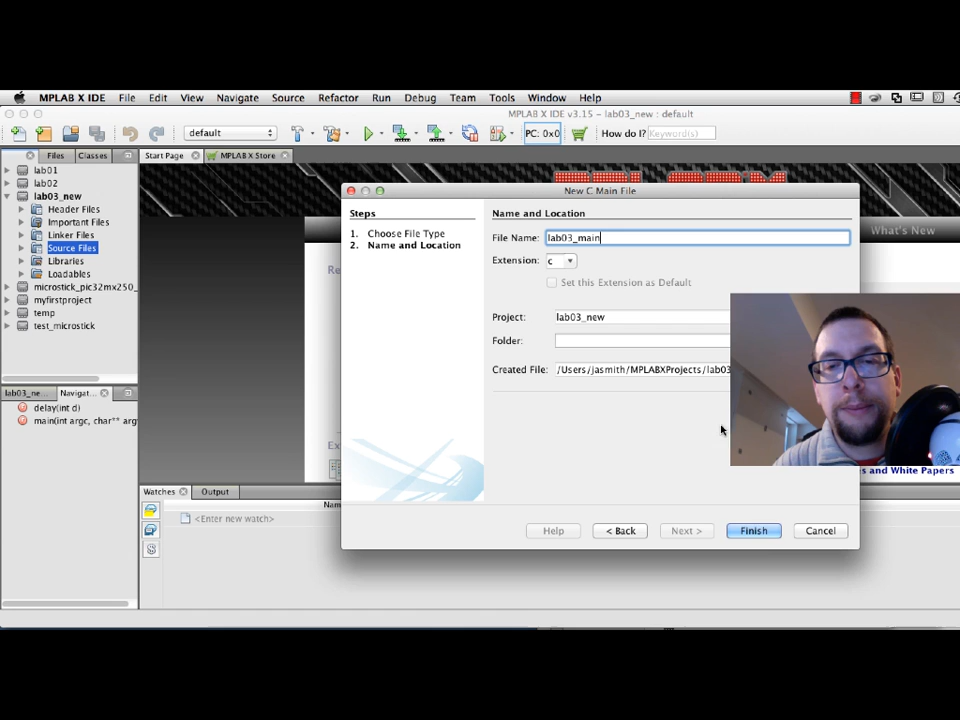 MPLAB X IDE File Edit View Navigate Source Refactor Run Debug Team Tools Window Help
MPLAB X IDE v3.15 - lab03_new : default
default
PC: 0x0
How do I?
Keyword(s)
Files
Classes
Start Page
MPLAB X Store
lab01
lab02
lab03_new
Header Files
Important Files
Linker Files
Source Files
Libraries
Loadables
microstick_pic32mx250_
myfirstproject
temp
test_microstick
lab03_ne...
Navigat...
delay(int d)
main(int argc, char** arg
What's New
New C Main File
Steps
1. Choose File Type
2. Name and Location
Name and Location
File Name: lab03_main
Extension: c
Set this Extension as Default
Project: lab03_new
Folder:
Created File: /Users/jasmith/MPLABXProjects/lab03
Help
< Back
Next >
Finish
Cancel
s and White Papers
Watches
Output
<Enter new watch>